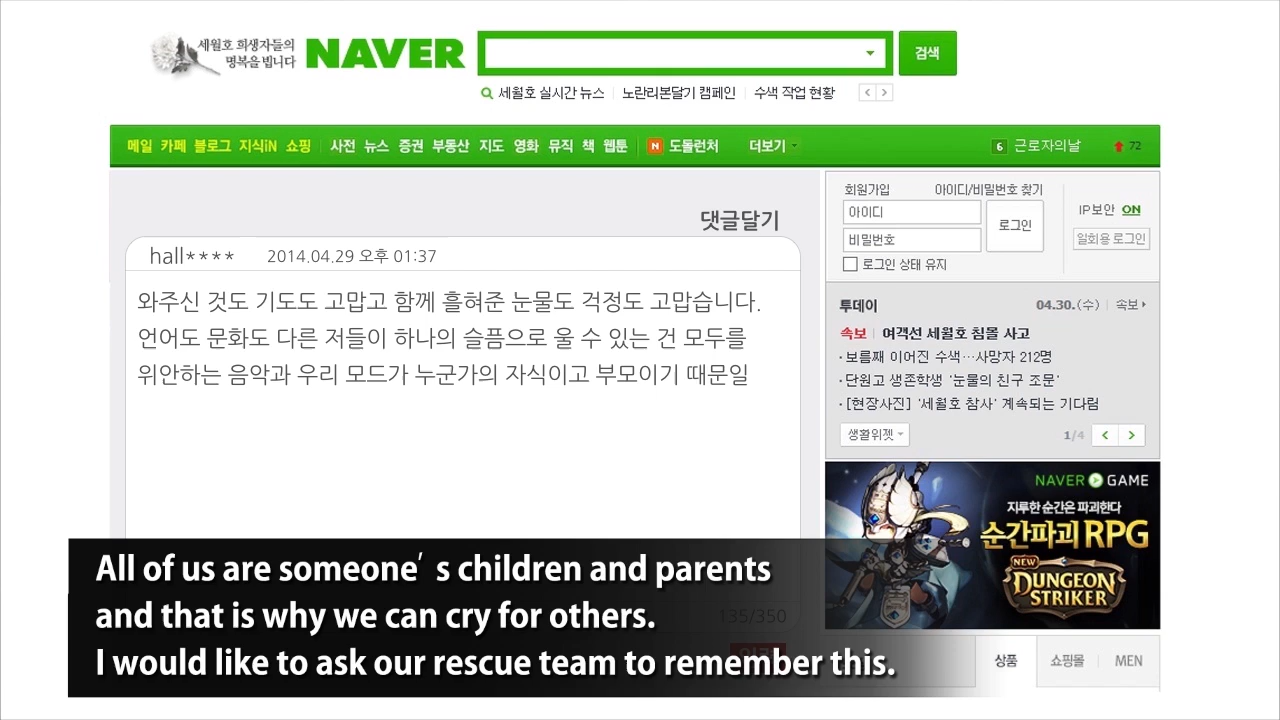 세월호 희생자들의
명복을 빕니다
NAVER
검색
세월호 실시간 뉴스 노란리본달기 캠페인 수색 작업 현황
메일 카페 블로그 지식iN 쇼핑 사전 뉴스 증권 부동산 지도 영화 뮤직 책 웹툰 N 도돌런처 더보기 6 근로자의날 72
댓글달기
hall**** 2014.04.29 오후 01:37
와주신 것도 기도도 고맙고 함께 흘혀준 눈물도 걱정도 고맙습니다.
언어도 문화도 다른 저들이 하나의 슬픔으로 울 수 있는 건 모두를
위안하는 음악과 우리 모드가 누군가의 자식이고 부모이기 때문일
135/350
회원가입 아이디/비밀번호 찾기
아이디
비밀번호
로그인
로그인 상태 유지
IP보안 ON
일회용 로그인
투데이 04.30.(수) 속보
속보 여객선 세월호 침몰 사고
·보름째 이어진 수색…사망자 212명
·단원고 생존학생 '눈물의 친구 조문'
·[현장사진] '세월호 참사' 계속되는 기다림
생활위젯 1/4
NAVER GAME
지루한 순간은 파괴한다
순간파괴 RPG
NEW
DUNGEON
STRIKER
상품 쇼핑몰 MEN
All of us are someone's children and parents
and that is why we can cry for others.
I would like to ask our rescue team to remember this.